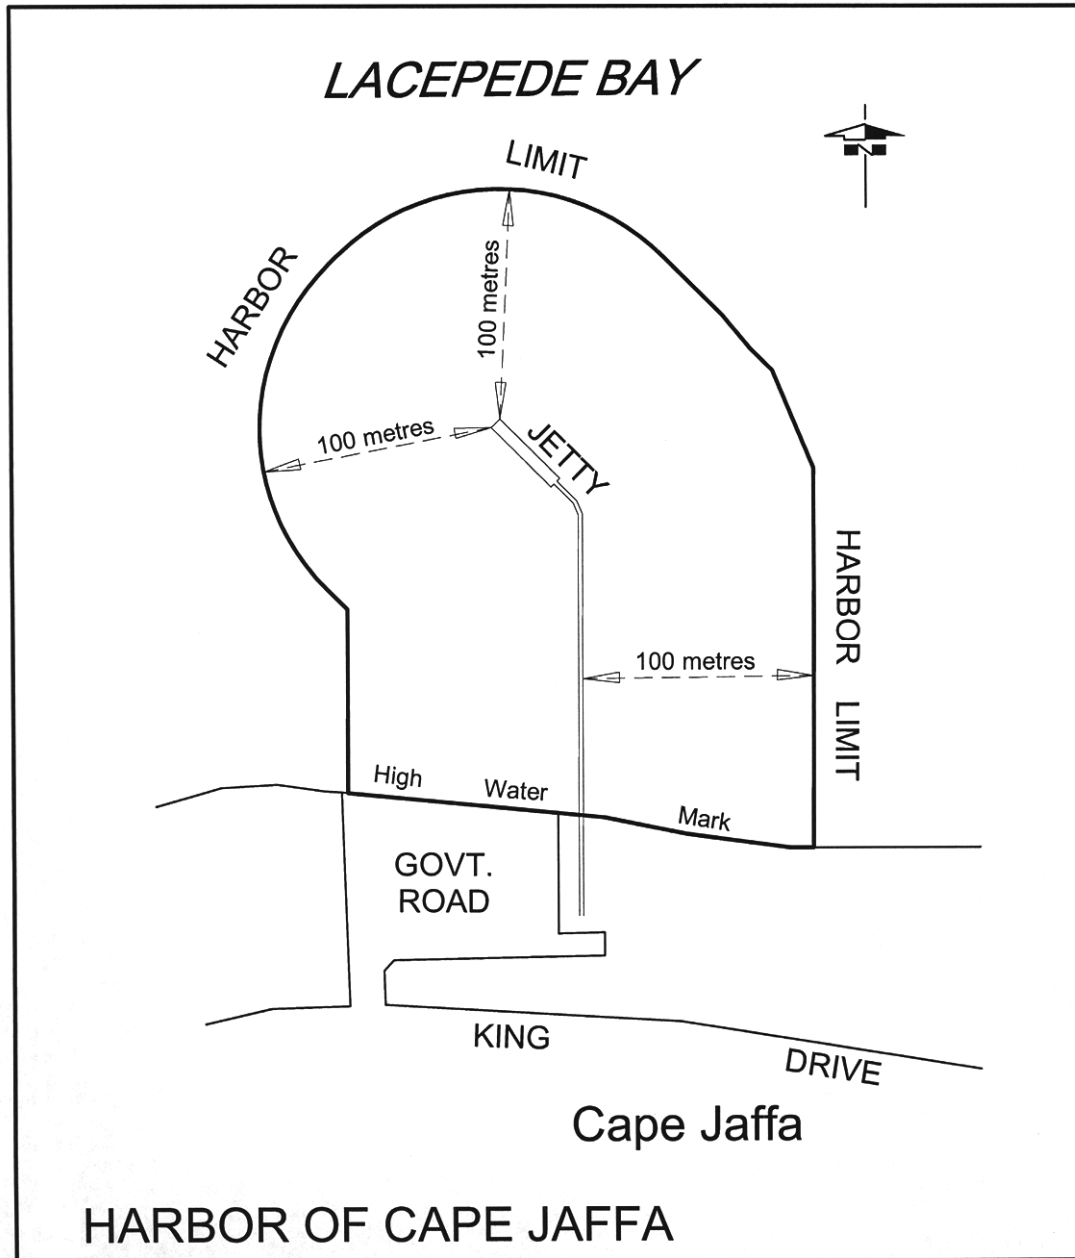 LACEPEDE BAY
LIMIT
N
HARBOR
100 metres
100 metres
JETTY
HARBOR LIMIT
100 metres
High Water Mark
GOVT.
ROAD
KING DRIVE
Cape Jaffa
HARBOR OF CAPE JAFFA